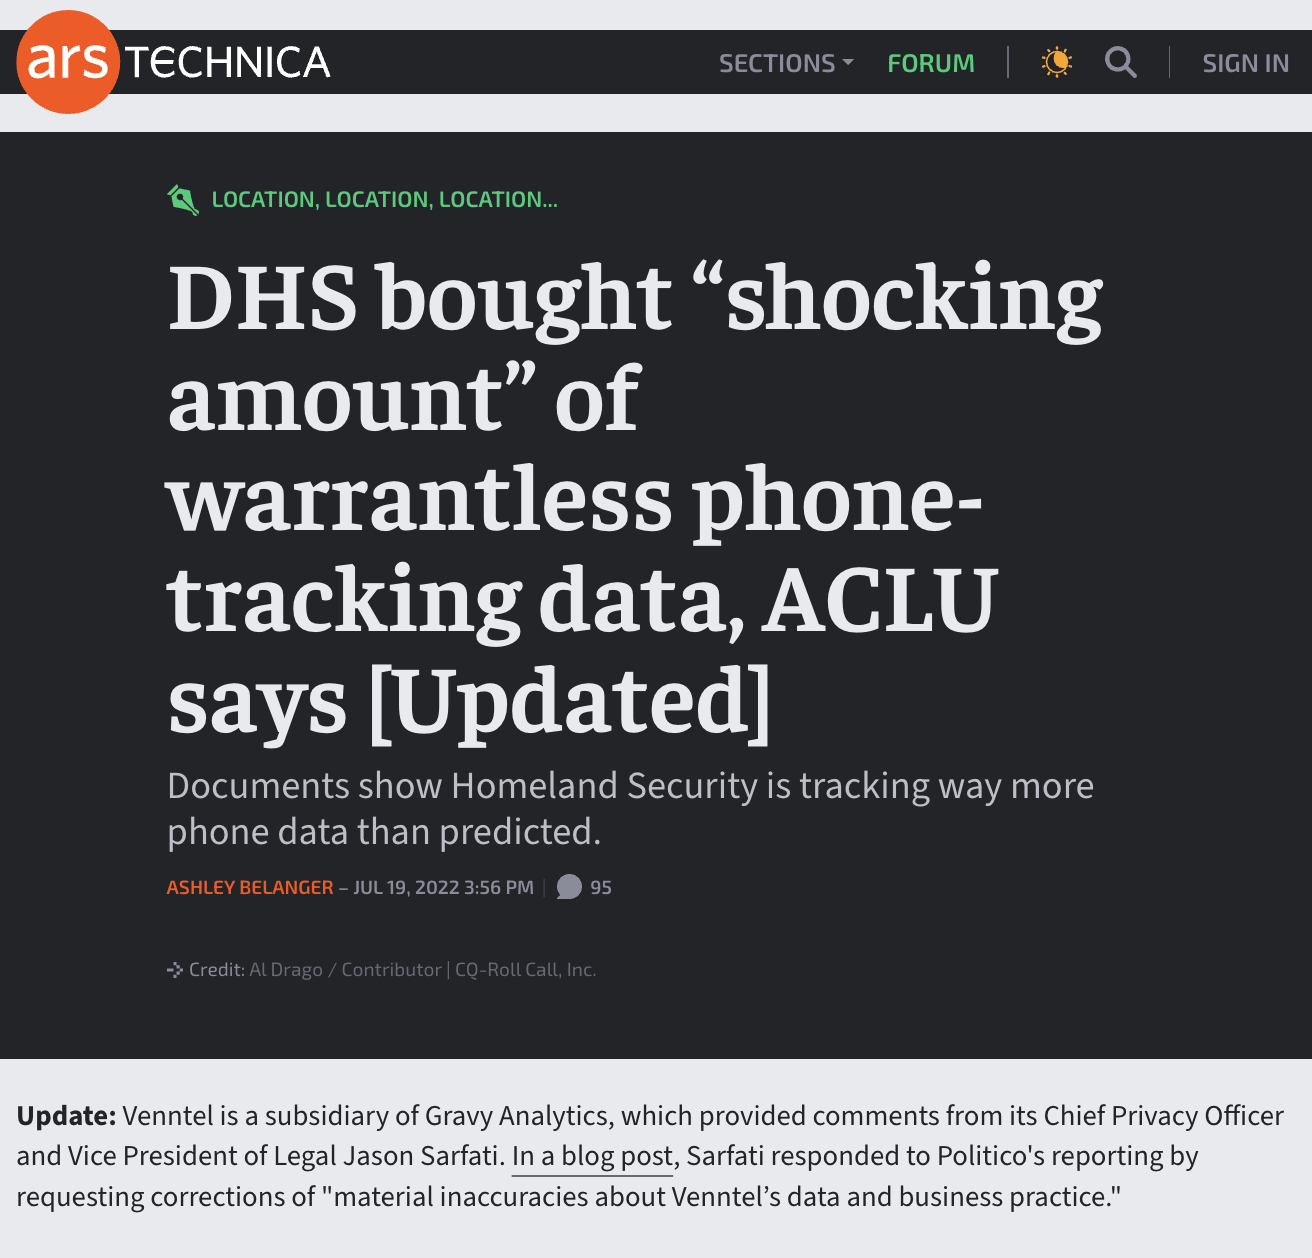 ars TECHNICA
SECTIONS FORUM SIGN IN
LOCATION, LOCATION, LOCATION…
DHS bought “shocking
amount” of
warrantless phone-
tracking data, ACLU
says [Updated]
Documents show Homeland Security is tracking way more
phone data than predicted.
ASHLEY BELANGER – JUL 19, 2022 3:56 PM | 95
Credit: Al Drago / Contributor | CQ-Roll Call, Inc.
Update: Venntel is a subsidiary of Gravy Analytics, which provided comments from its Chief Privacy Officer
and Vice President of Legal Jason Sarfati. In a blog post, Sarfati responded to Politico's reporting by
requesting corrections of "material inaccuracies about Venntel’s data and business practice."